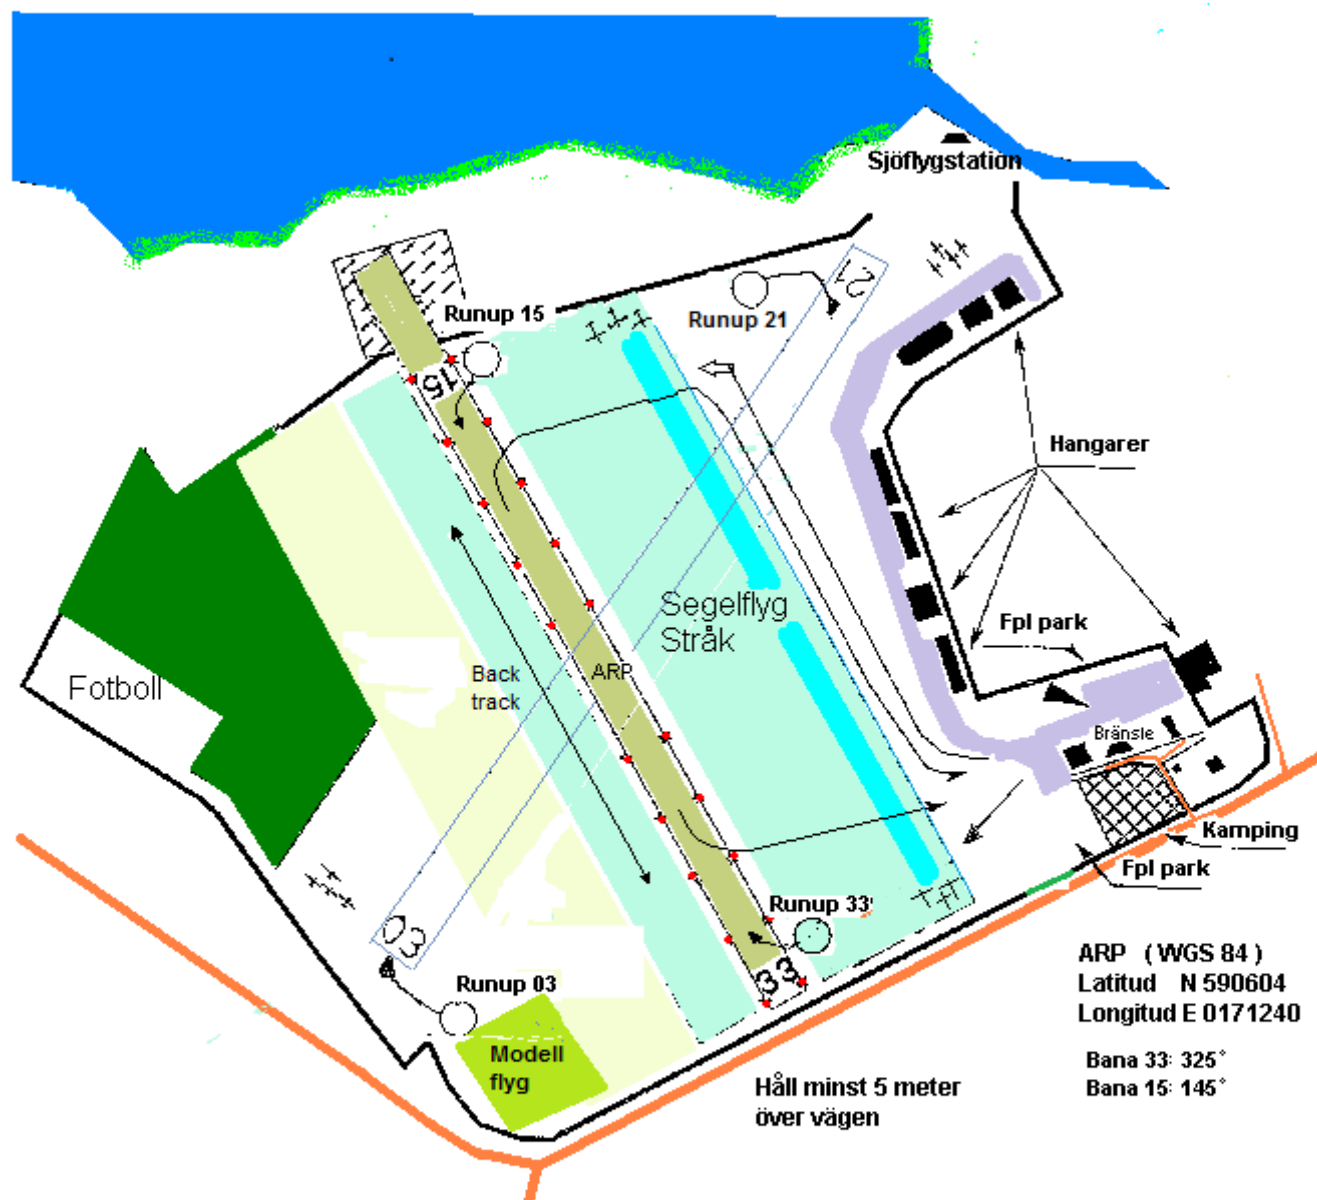 Sjöflygstation
Runup 15
Runup 21
21
15
Hangarer
Segelflyg
Stråk
Fpl park
Fotboll
Back
track
ARP
Bränsle
Kamping
Fpl park
Runup 33
03
33
Runup 03
ARP ( WGS 84 )
Latitud N 590604
Longitud E 0171240
Modell
flyg
Bana 33: 325°
Bana 15: 145°
Håll minst 5 meter
över vägen